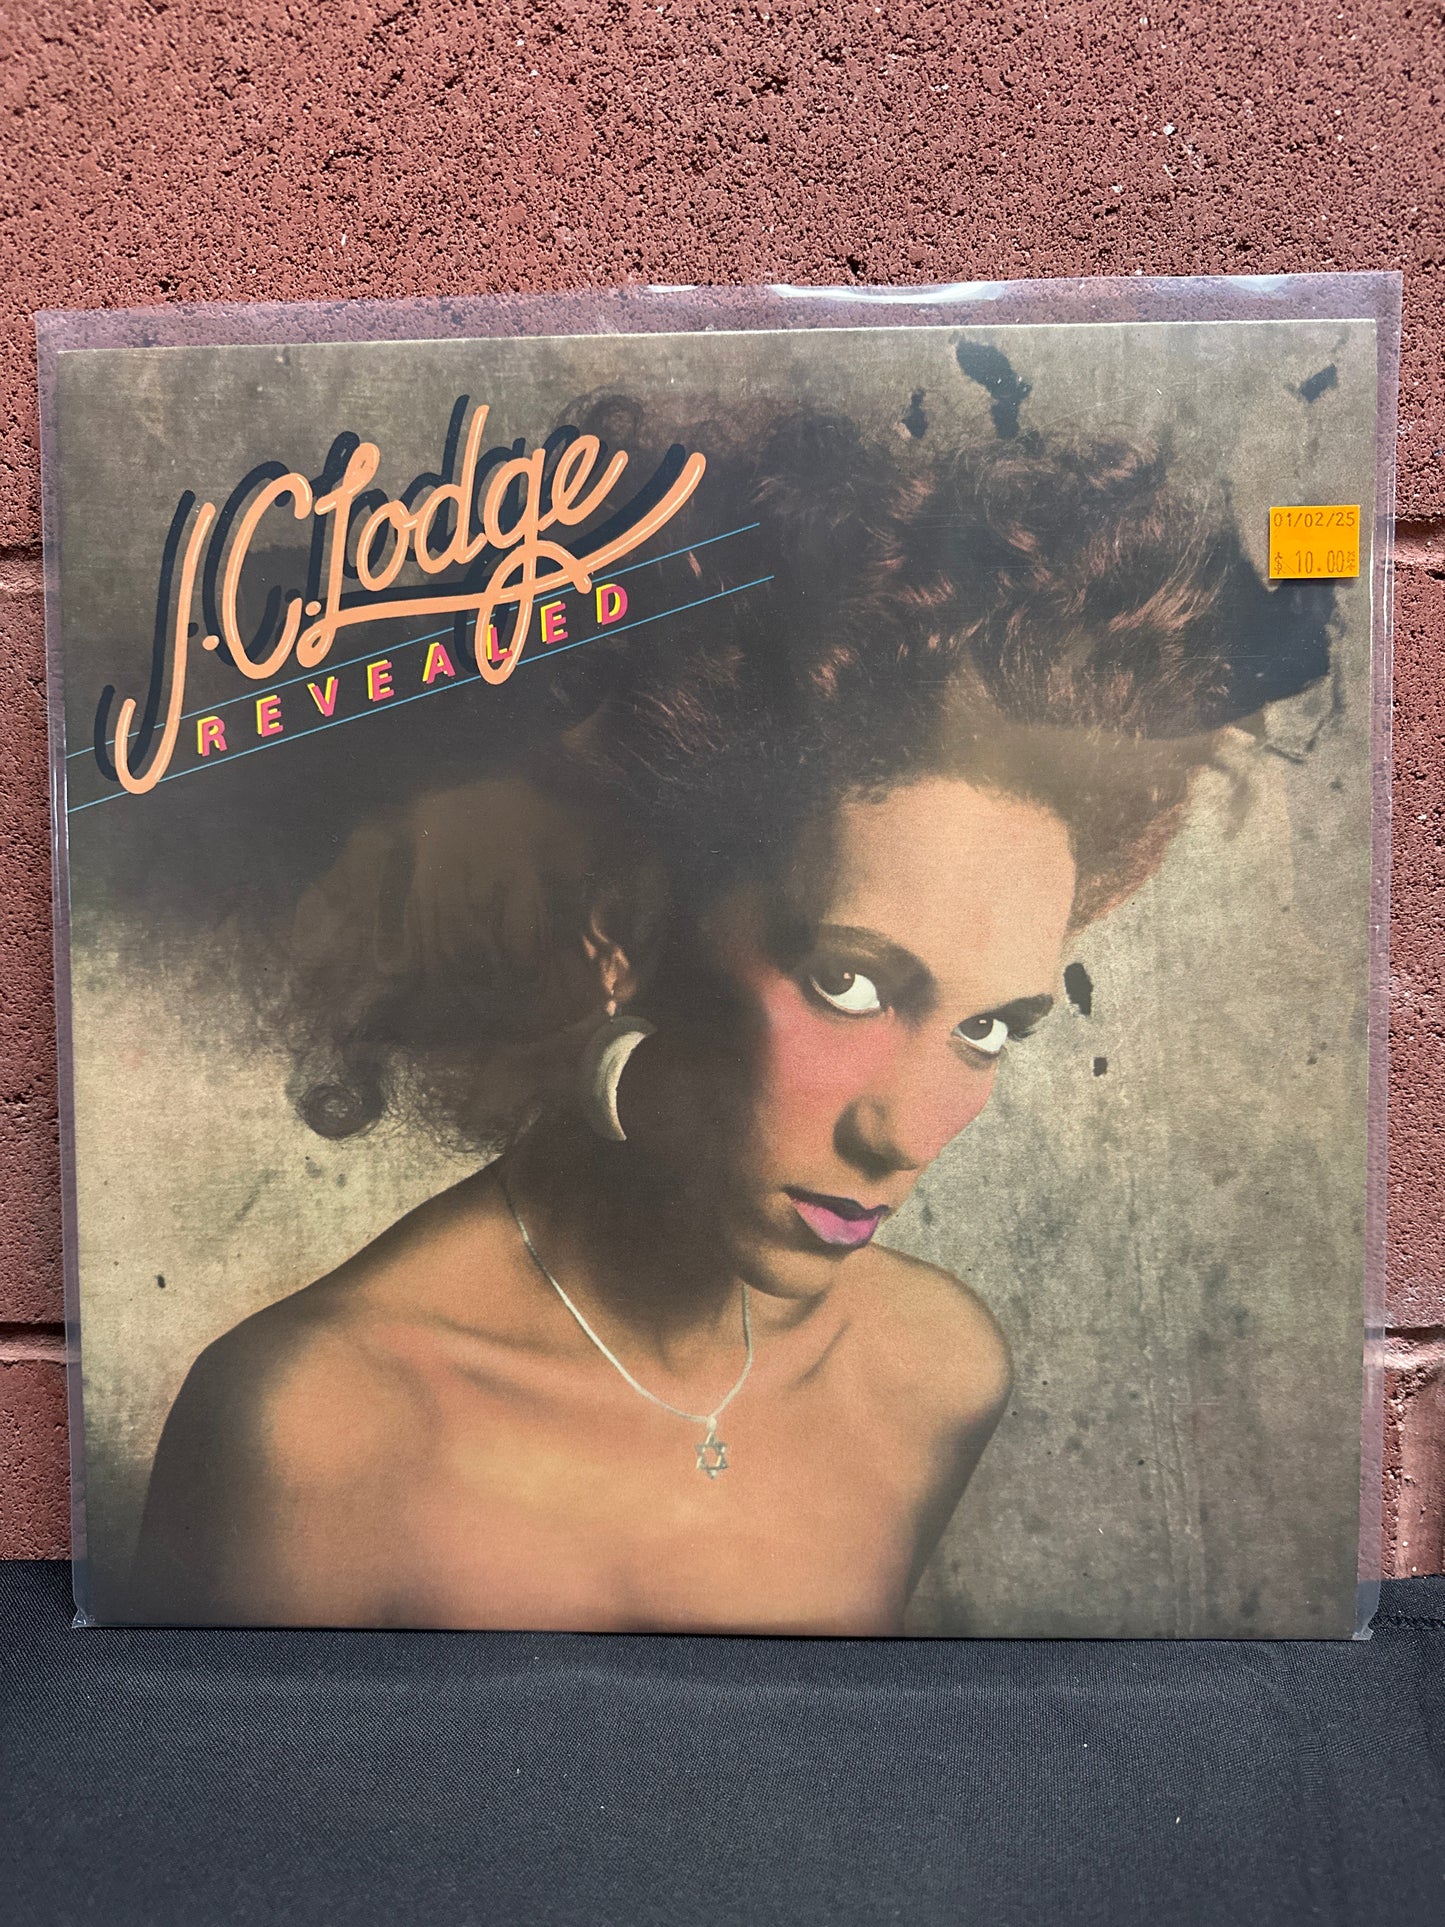 J.C. Lodge
REVEALED
01/02/25
$ 10.00